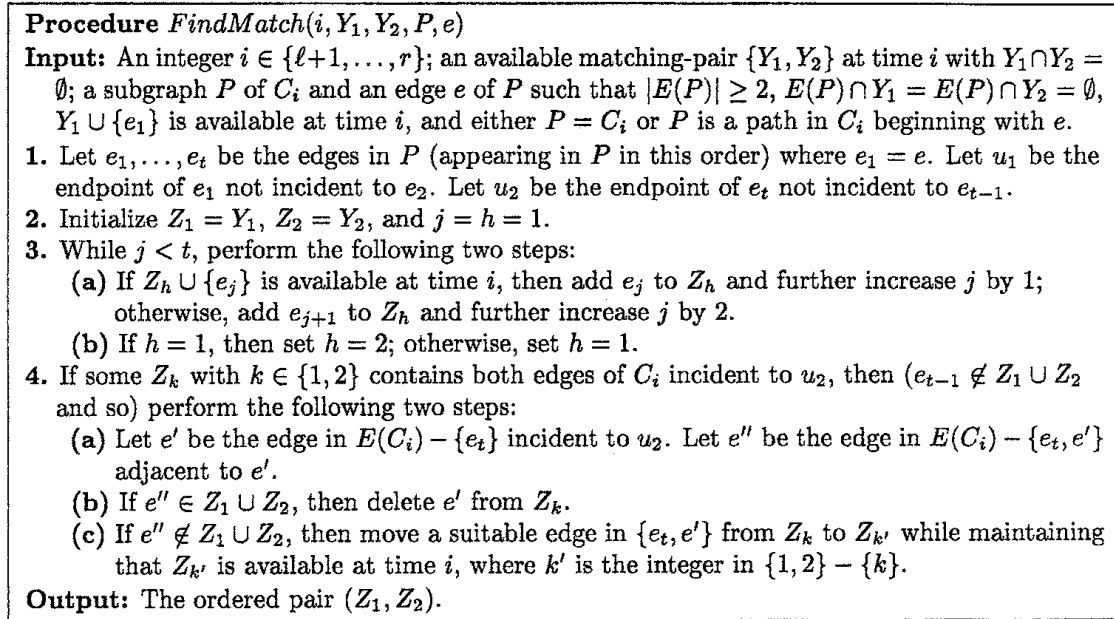 Procedure FindMatch(i, Y₁, Y₂, P, e)
Input: An integer i ∈ {ℓ+1, . . . , r}; an available matching-pair {Y₁, Y₂} at time i with Y₁∩Y₂ =
∅; a subgraph P of Cᵢ and an edge e of P such that |E(P)| ≥ 2, E(P)∩Y₁ = E(P)∩Y₂ = ∅,
Y₁ ∪ {e₁} is available at time i, and either P = Cᵢ or P is a path in Cᵢ beginning with e.
1. Let e₁, . . . , eₜ be the edges in P (appearing in P in this order) where e₁ = e. Let u₁ be the
endpoint of e₁ not incident to e₂. Let u₂ be the endpoint of eₜ not incident to eₜ₋₁.
2. Initialize Z₁ = Y₁, Z₂ = Y₂, and j = h = 1.
3. While j < t, perform the following two steps:
(a) If Zₕ ∪ {eⱼ} is available at time i, then add eⱼ to Zₕ and further increase j by 1;
otherwise, add eⱼ₊₁ to Zₕ and further increase j by 2.
(b) If h = 1, then set h = 2; otherwise, set h = 1.
4. If some Zₖ with k ∈ {1, 2} contains both edges of Cᵢ incident to u₂, then (eₜ₋₁ ∉ Z₁ ∪ Z₂
and so) perform the following two steps:
(a) Let e′ be the edge in E(Cᵢ) − {eₜ} incident to u₂. Let e″ be the edge in E(Cᵢ) − {eₜ, e′}
adjacent to e′.
(b) If e″ ∈ Z₁ ∪ Z₂, then delete e′ from Zₖ.
(c) If e″ ∉ Z₁ ∪ Z₂, then move a suitable edge in {eₜ, e′} from Zₖ to Zₖ′ while maintaining
that Zₖ′ is available at time i, where k′ is the integer in {1, 2} − {k}.
Output: The ordered pair (Z₁, Z₂).